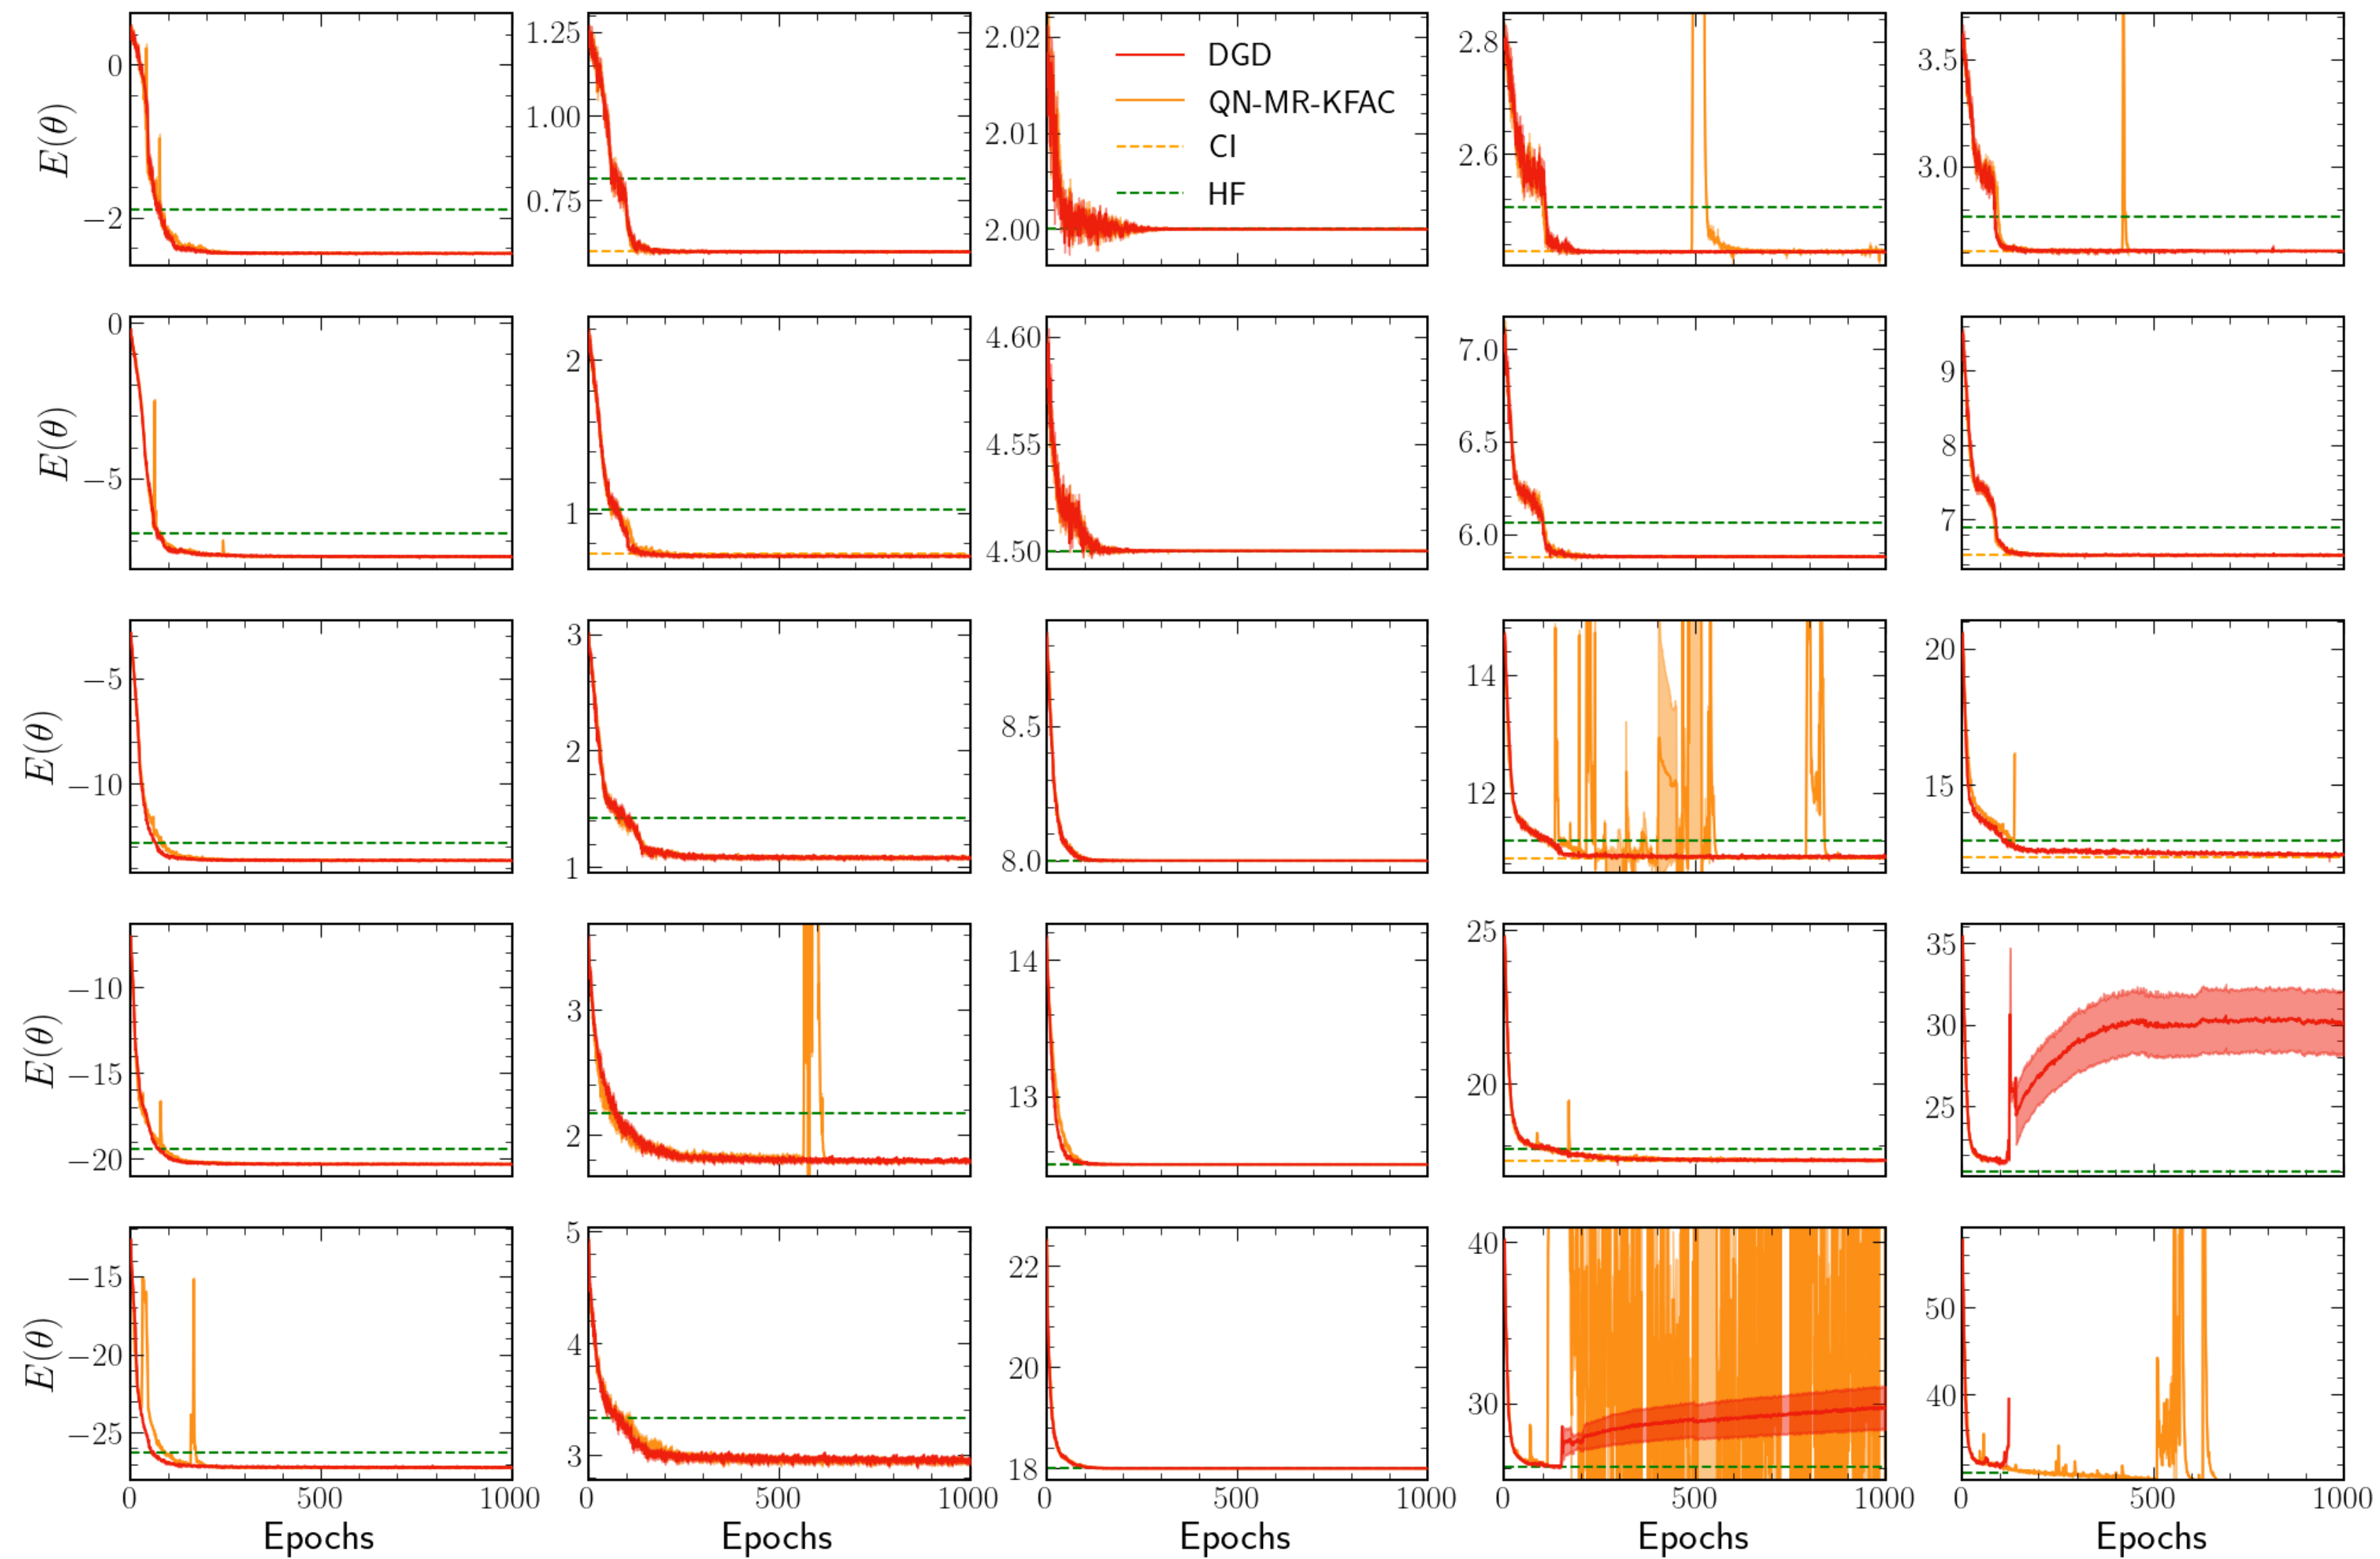 0 1.25 2.02 DGD 2.8 3.5
E(θ) 1.00 2.01 QN-MR-KFAC 2.6 3.0
CI
−2 0.75 2.00 HF
0 2 4.60 7.0 9
E(θ) −5 1 4.55 6.5 8
4.50 6.0 7
−5 3 8.5 14 20
E(θ) −10 2 8.0 12 15
1
−10 3 14 25 35
E(θ) −15 2 13 20 30
−20 25
−15 5 22 40 50
E(θ) −20 4 20 30 40
−25 3 18
0 500 1000 0 500 1000 0 500 1000 0 500 1000 0 500 1000
Epochs Epochs Epochs Epochs Epochs